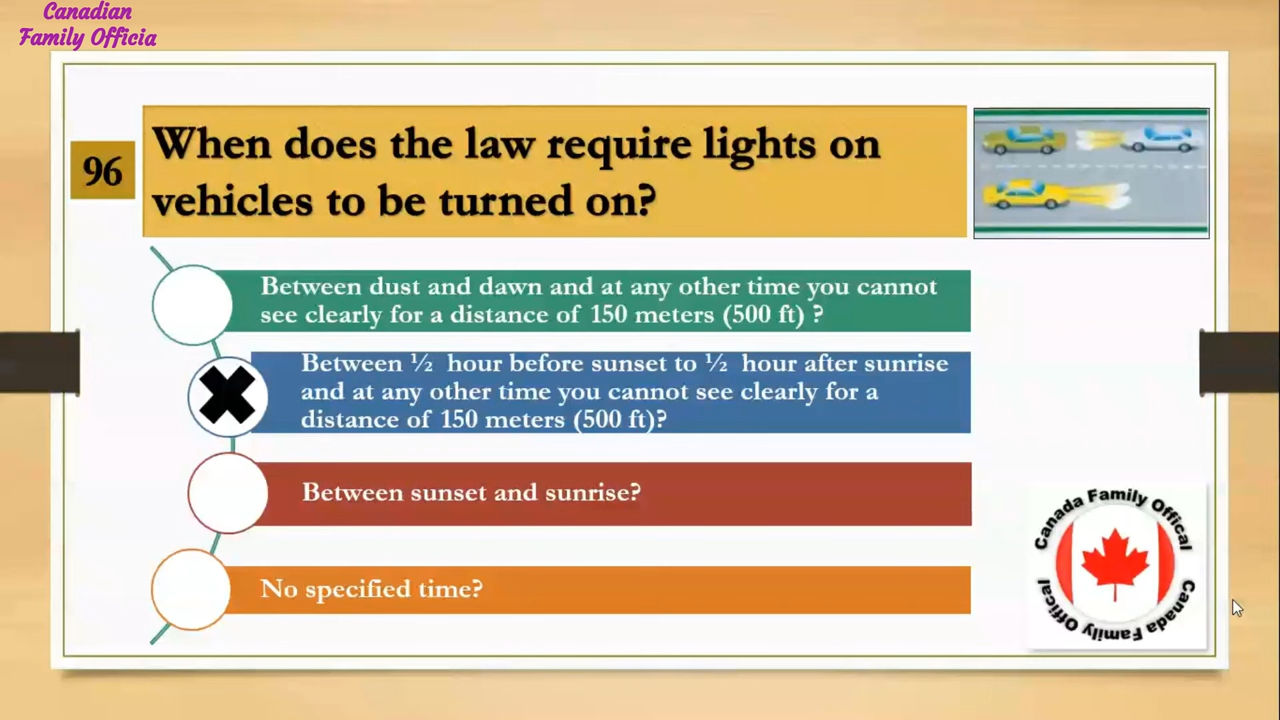 Canadian
Family Officia
96
When does the law require lights on
vehicles to be turned on?
Between dust and dawn and at any other time you cannot
see clearly for a distance of 150 meters (500 ft) ?
Between ½ hour before sunset to ½ hour after sunrise
and at any other time you cannot see clearly for a
distance of 150 meters (500 ft)?
Between sunset and sunrise?
No specified time?
Canada Family Offical
Canada Family Offical